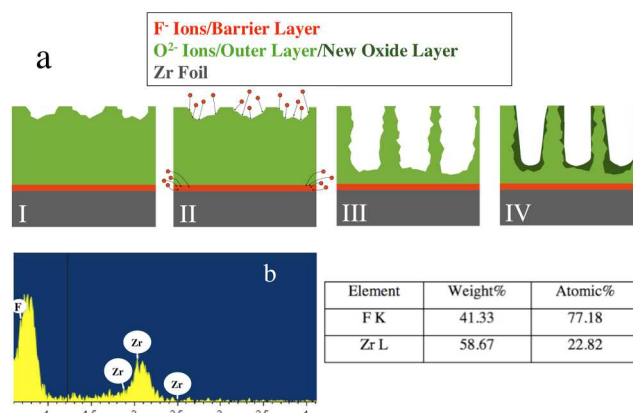 F- Ions/Barrier Layer
O2- Ions/Outer Layer/New Oxide Layer
Zr Foil
a
I
II
III
IV
b
F
Zr
Zr
Zr
2
Element Weight% Atomic%
F K 41.33 77.18
Zr L 58.67 22.82